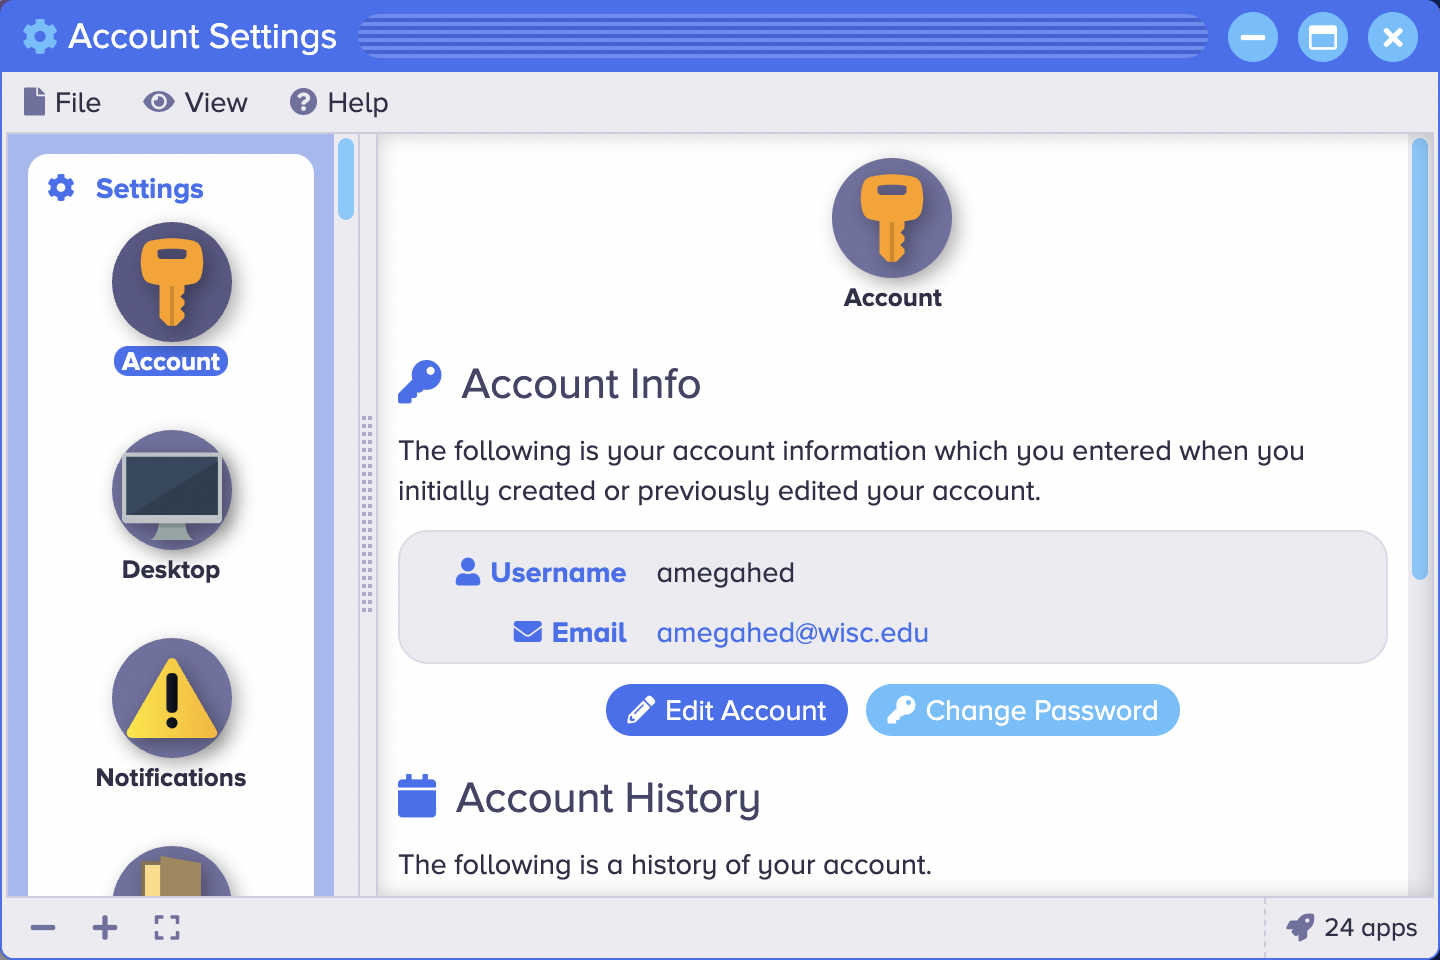 Account Settings
File View Help
Settings
Account
Desktop
Notifications
Account
Account Info
The following is your account information which you entered when you
initially created or previously edited your account.
Username amegahed
Email amegahed@wisc.edu
Edit Account Change Password
Account History
The following is a history of your account.
24 apps